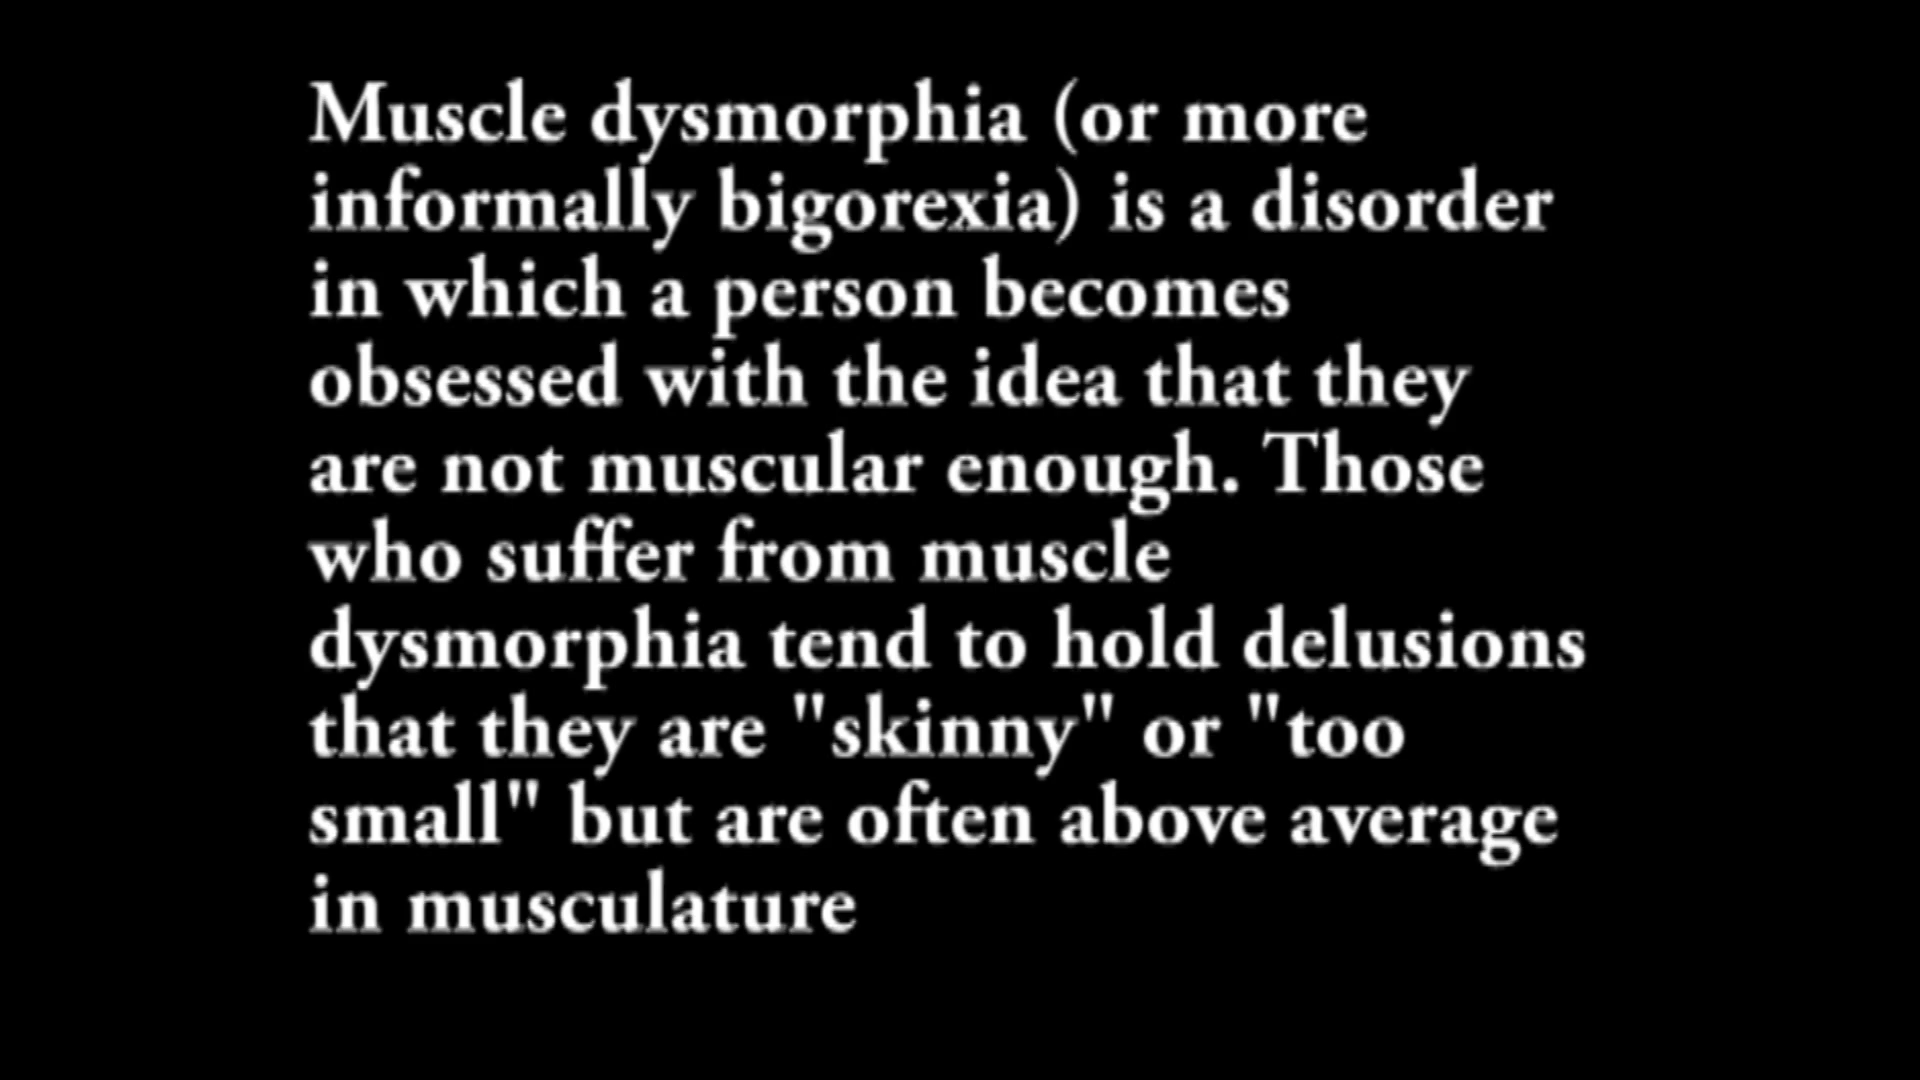 Muscle dysmorphia (or more
informally bigorexia) is a disorder
in which a person becomes
obsessed with the idea that they
are not muscular enough. Those
who suffer from muscle
dysmorphia tend to hold delusions
that they are "skinny" or "too
small" but are often above average
in musculature